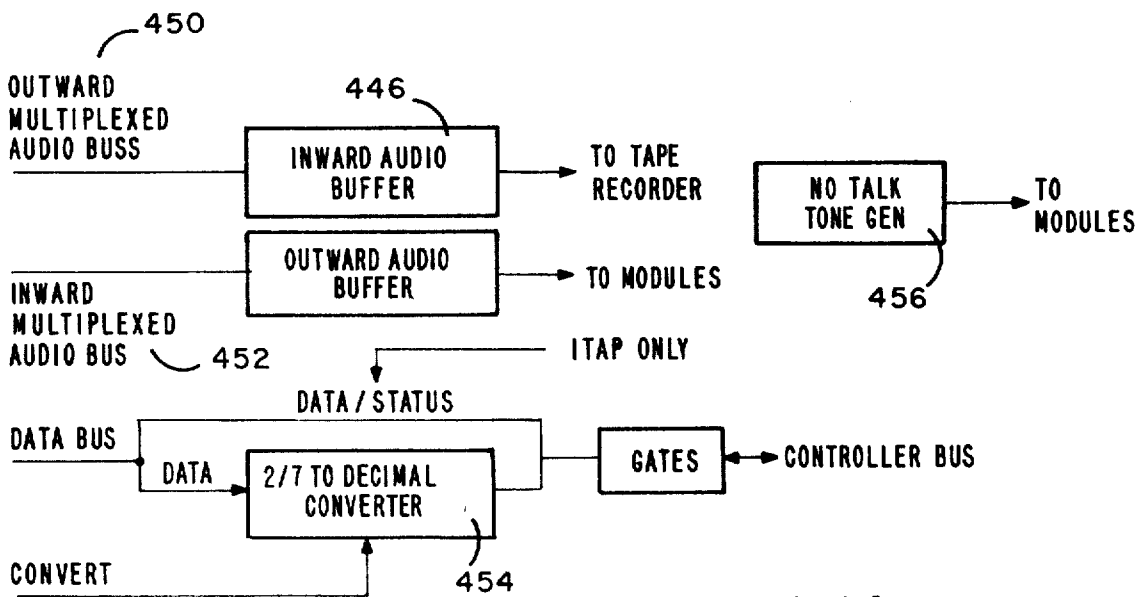 450
OUTWARD
MULTIPLEXED
AUDIO BUSS
446
INWARD AUDIO
BUFFER
TO TAPE
RECORDER
NO TALK
TONE GEN
TO
MODULES
456
OUTWARD AUDIO
BUFFER
TO MODULES
INWARD
MULTIPLEXED
AUDIO BUS
452
ITAP ONLY
DATA / STATUS
DATA BUS
DATA
2/7 TO DECIMAL
CONVERTER
GATES
CONTROLLER BUS
454
CONVERT